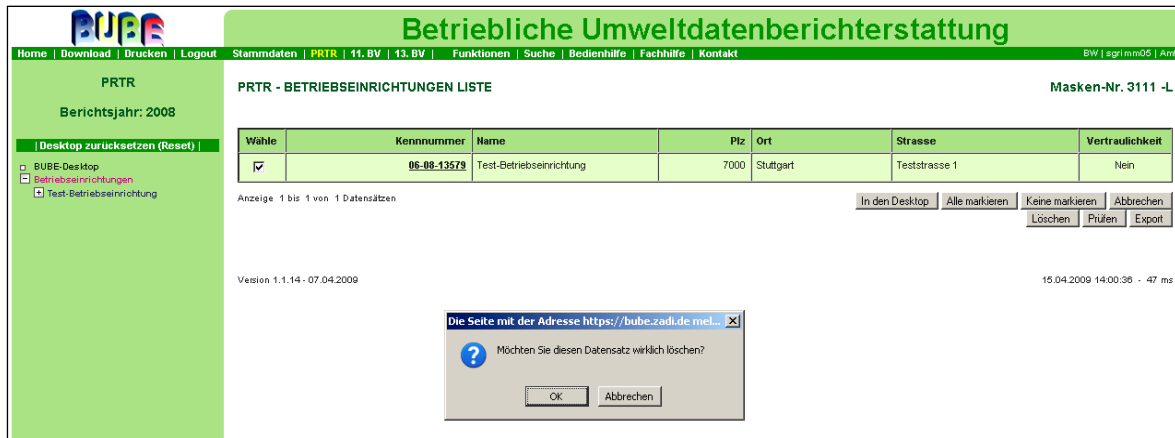 BUBE
Betriebliche Umweltdatenberichterstattung
Home | Download | Drucken | Logout Stammdaten | PRTR | 11. BV | 13. BV | Funktionen | Suche | Bedienhilfe | Fachhilfe | Kontakt BW | sgrimm05 | Am
PRTR
Berichtsjahr: 2008
|Desktop zurücksetzen (Reset) |
BUBE-Desktop
Betriebseinrichtungen
Test-Betriebseinrichtung
PRTR - BETRIEBSEINRICHTUNGEN LISTE Masken-Nr. 3111 -L
Wähle Kennnummer Name Plz Ort Strasse Vertraulichkeit
06-08-13579 Test-Betriebseinrichtung 7000 Stuttgart Teststrasse 1 Nein
Anzeige 1 bis 1 von 1 Datensätzen In den Desktop Alle markieren Keine markieren Abbrechen
Löschen Prüfen Export
Version 1.1.14 - 07.04.2009 15.04.2009 14:00:36 - 47 ms
Die Seite mit der Adresse https://bube.zadi.de mel... X
Möchten Sie diesen Datensatz wirklich löschen?
OK Abbrechen